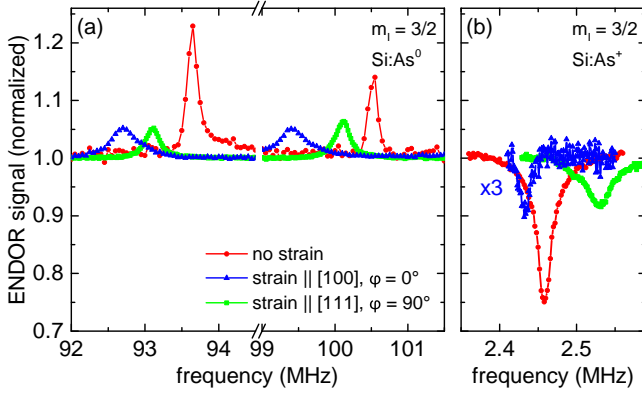 (a)
m_I = 3/2
Si:As⁰
(b)
m_I = 3/2
Si:As⁺
ENDOR signal (normalized)
1.2
1.1
1.0
0.9
0.8
0.7
x3
no strain
strain || [100], φ = 0°
strain || [111], φ = 90°
92 93 94 99 100 101
2.4 2.5
frequency (MHz)
frequency (MHz)